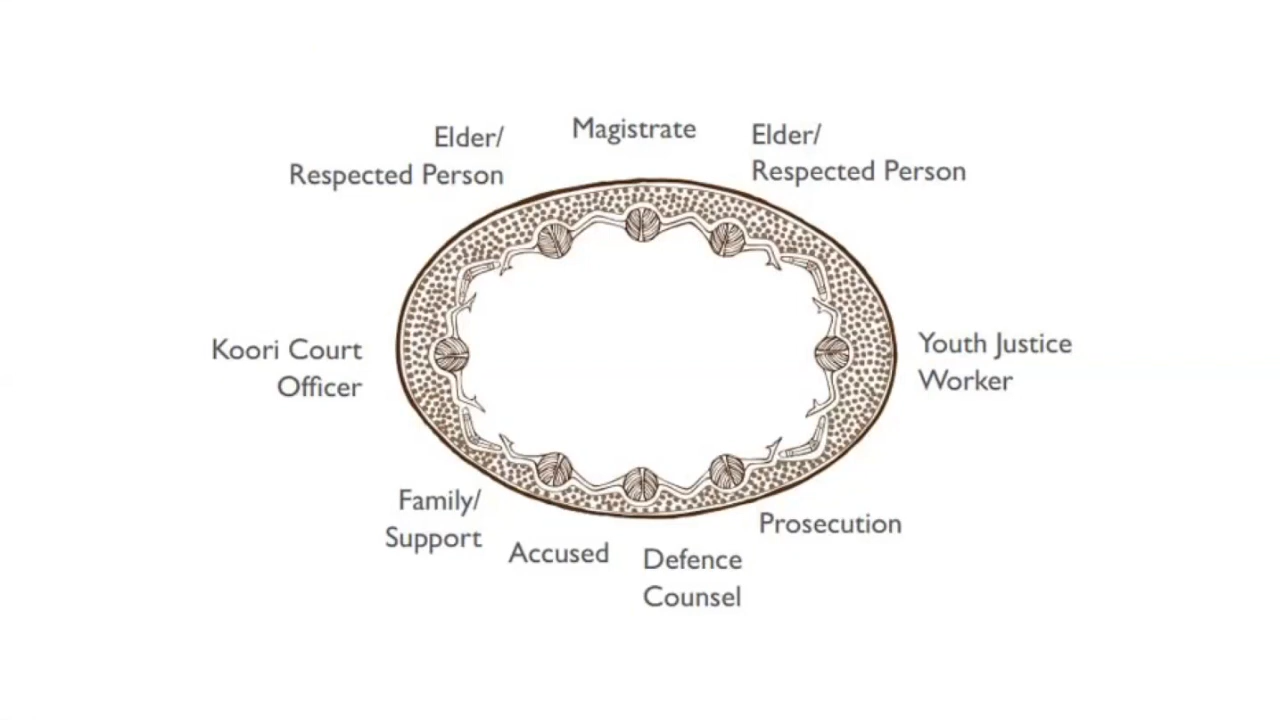 Elder/
Respected Person
Magistrate
Elder/
Respected Person
Koori Court
Officer
Youth Justice
Worker
Family/
Support
Accused
Defence
Counsel
Prosecution